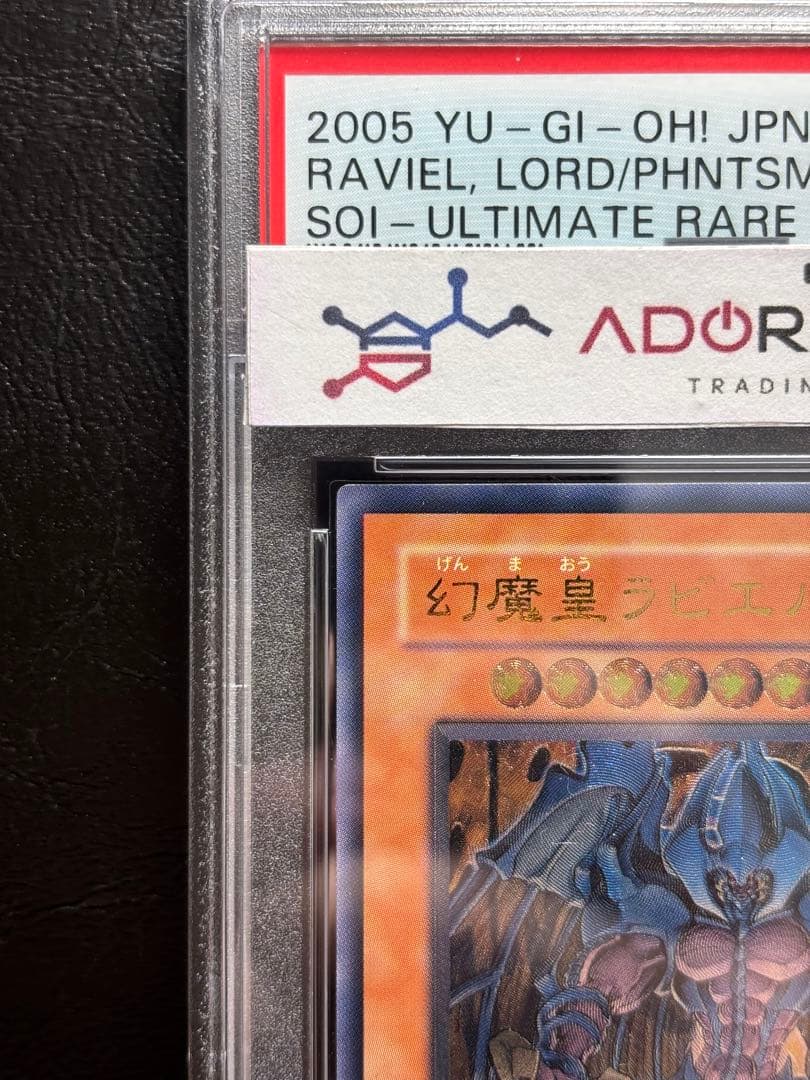 2005 YU-GI-OH! JPN
RAVIEL, LORD/PHNTSM
SOI-ULTIMATE RARE
ADOR
TRADIN
げん ま おう
幻魔皇ラビエル